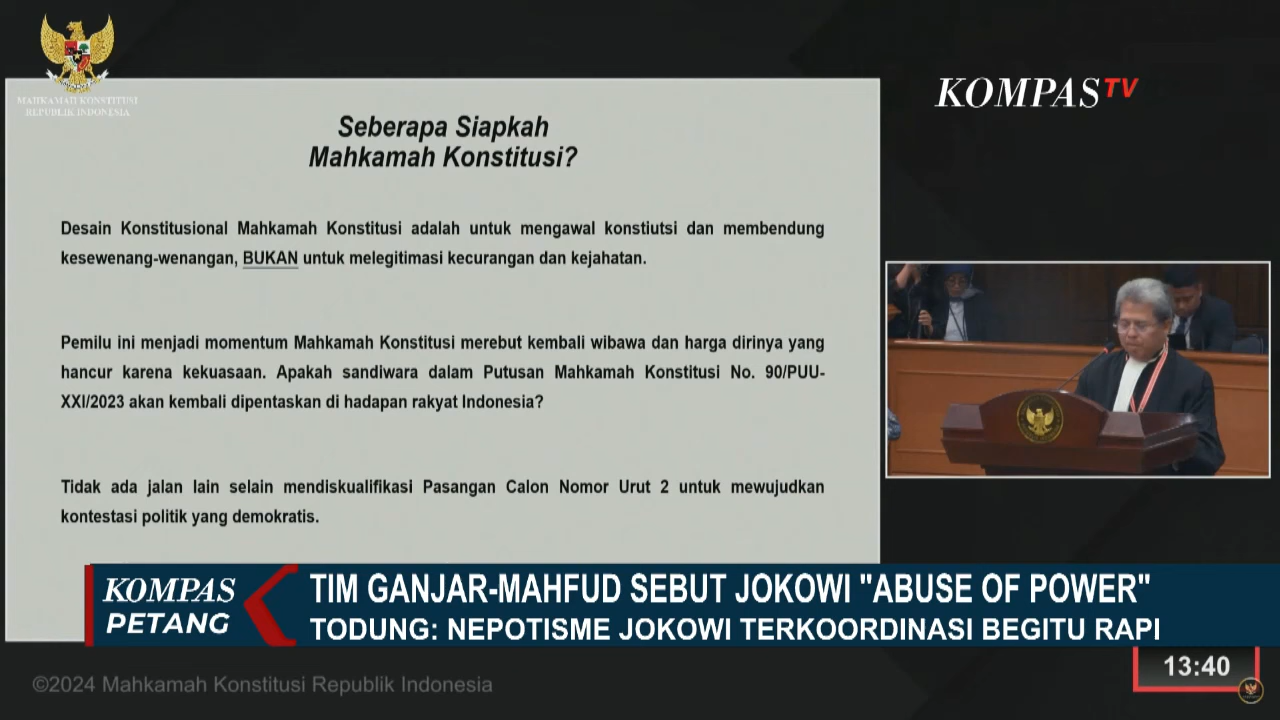 MAHKAMAH KONSTITUSI
REPUBLIK INDONESIA
KOMPAS TV
Seberapa Siapkah
Mahkamah Konstitusi?
Desain Konstitusional Mahkamah Konstitusi adalah untuk mengawal konstiutsi dan membendung
kesewenang-wenangan, BUKAN untuk melegitimasi kecurangan dan kejahatan.
Pemilu ini menjadi momentum Mahkamah Konstitusi merebut kembali wibawa dan harga dirinya yang
hancur karena kekuasaan. Apakah sandiwara dalam Putusan Mahkamah Konstitusi No. 90/PUU-
XXI/2023 akan kembali dipentaskan di hadapan rakyat Indonesia?
Tidak ada jalan lain selain mendiskualifikasi Pasangan Calon Nomor Urut 2 untuk mewujudkan
kontestasi politik yang demokratis.
KOMPAS
PETANG
TIM GANJAR-MAHFUD SEBUT JOKOWI "ABUSE OF POWER"
TODUNG: NEPOTISME JOKOWI TERKOORDINASI BEGITU RAPI
13:40
©2024 Mahkamah Konstitusi Republik Indonesia